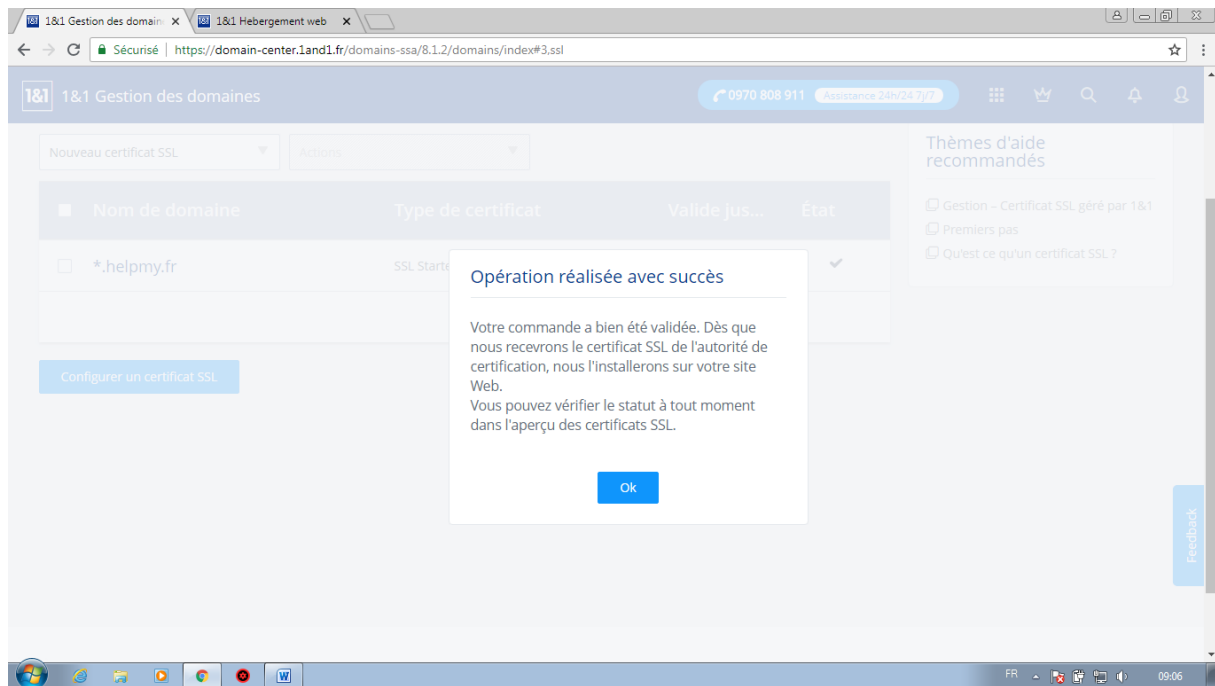 1&1 Gestion des domain
1&1 Hebergement web
Sécurisé | https://domain-center.1and1.fr/domains-ssa/8.1.2/domains/index#3,ssl
1&1 1&1 Gestion des domaines
0970 808 911 Assistance 24h/24 7j/7
Nouveau certificat SSL
Actions
Nom de domaine Type de certificat Valide jus... État
*.helpmy.fr SSL Starte
Configurer un certificat SSL
Thèmes d'aide
recommandés
Gestion – Certificat SSL géré par 1&1
Premiers pas
Qu'est ce qu'un certificat SSL ?
Opération réalisée avec succès
Votre commande a bien été validée. Dès que
nous recevrons le certificat SSL de l'autorité de
certification, nous l'installerons sur votre site
Web.
Vous pouvez vérifier le statut à tout moment
dans l'aperçu des certificats SSL.
Ok
Feedback
FR 09:06